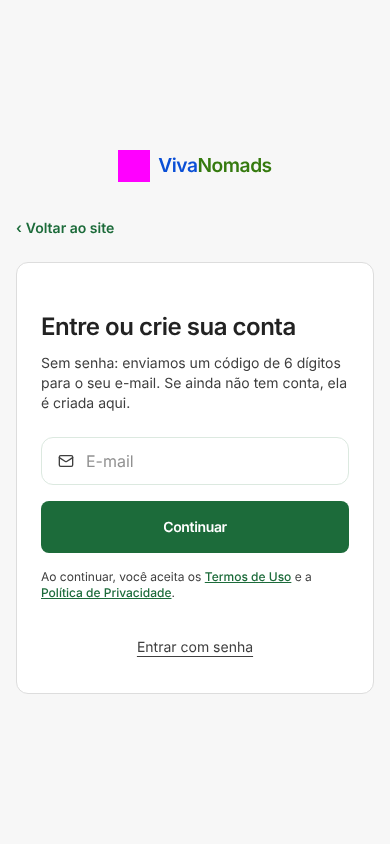 VivaNomads
‹ Voltar ao site
Entre ou crie sua conta
Sem senha: enviamos um código de 6 dígitos
para o seu e-mail. Se ainda não tem conta, ela
é criada aqui.
E-mail
Continuar
Ao continuar, você aceita os Termos de Uso e a
Política de Privacidade.
Entrar com senha